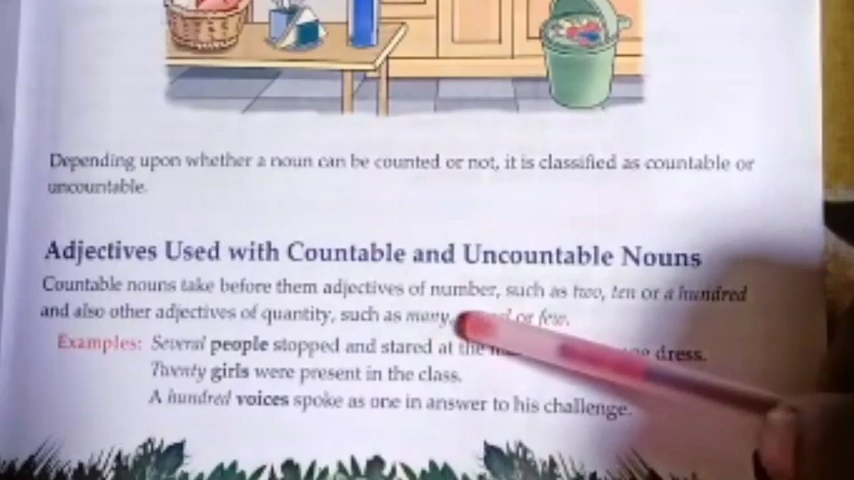 Depending upon whether a noun can be counted or not, it is classified as countable or
uncountable.
Adjectives Used with Countable and Uncountable Nouns
Countable nouns take before them adjectives of number, such as two, ten or a hundred
and also other adjectives of quantity, such as many, or few.
Examples: Several people stopped and stared at the dress.
Twenty girls were present in the class.
A hundred voices spoke as one in answer to his challenge.